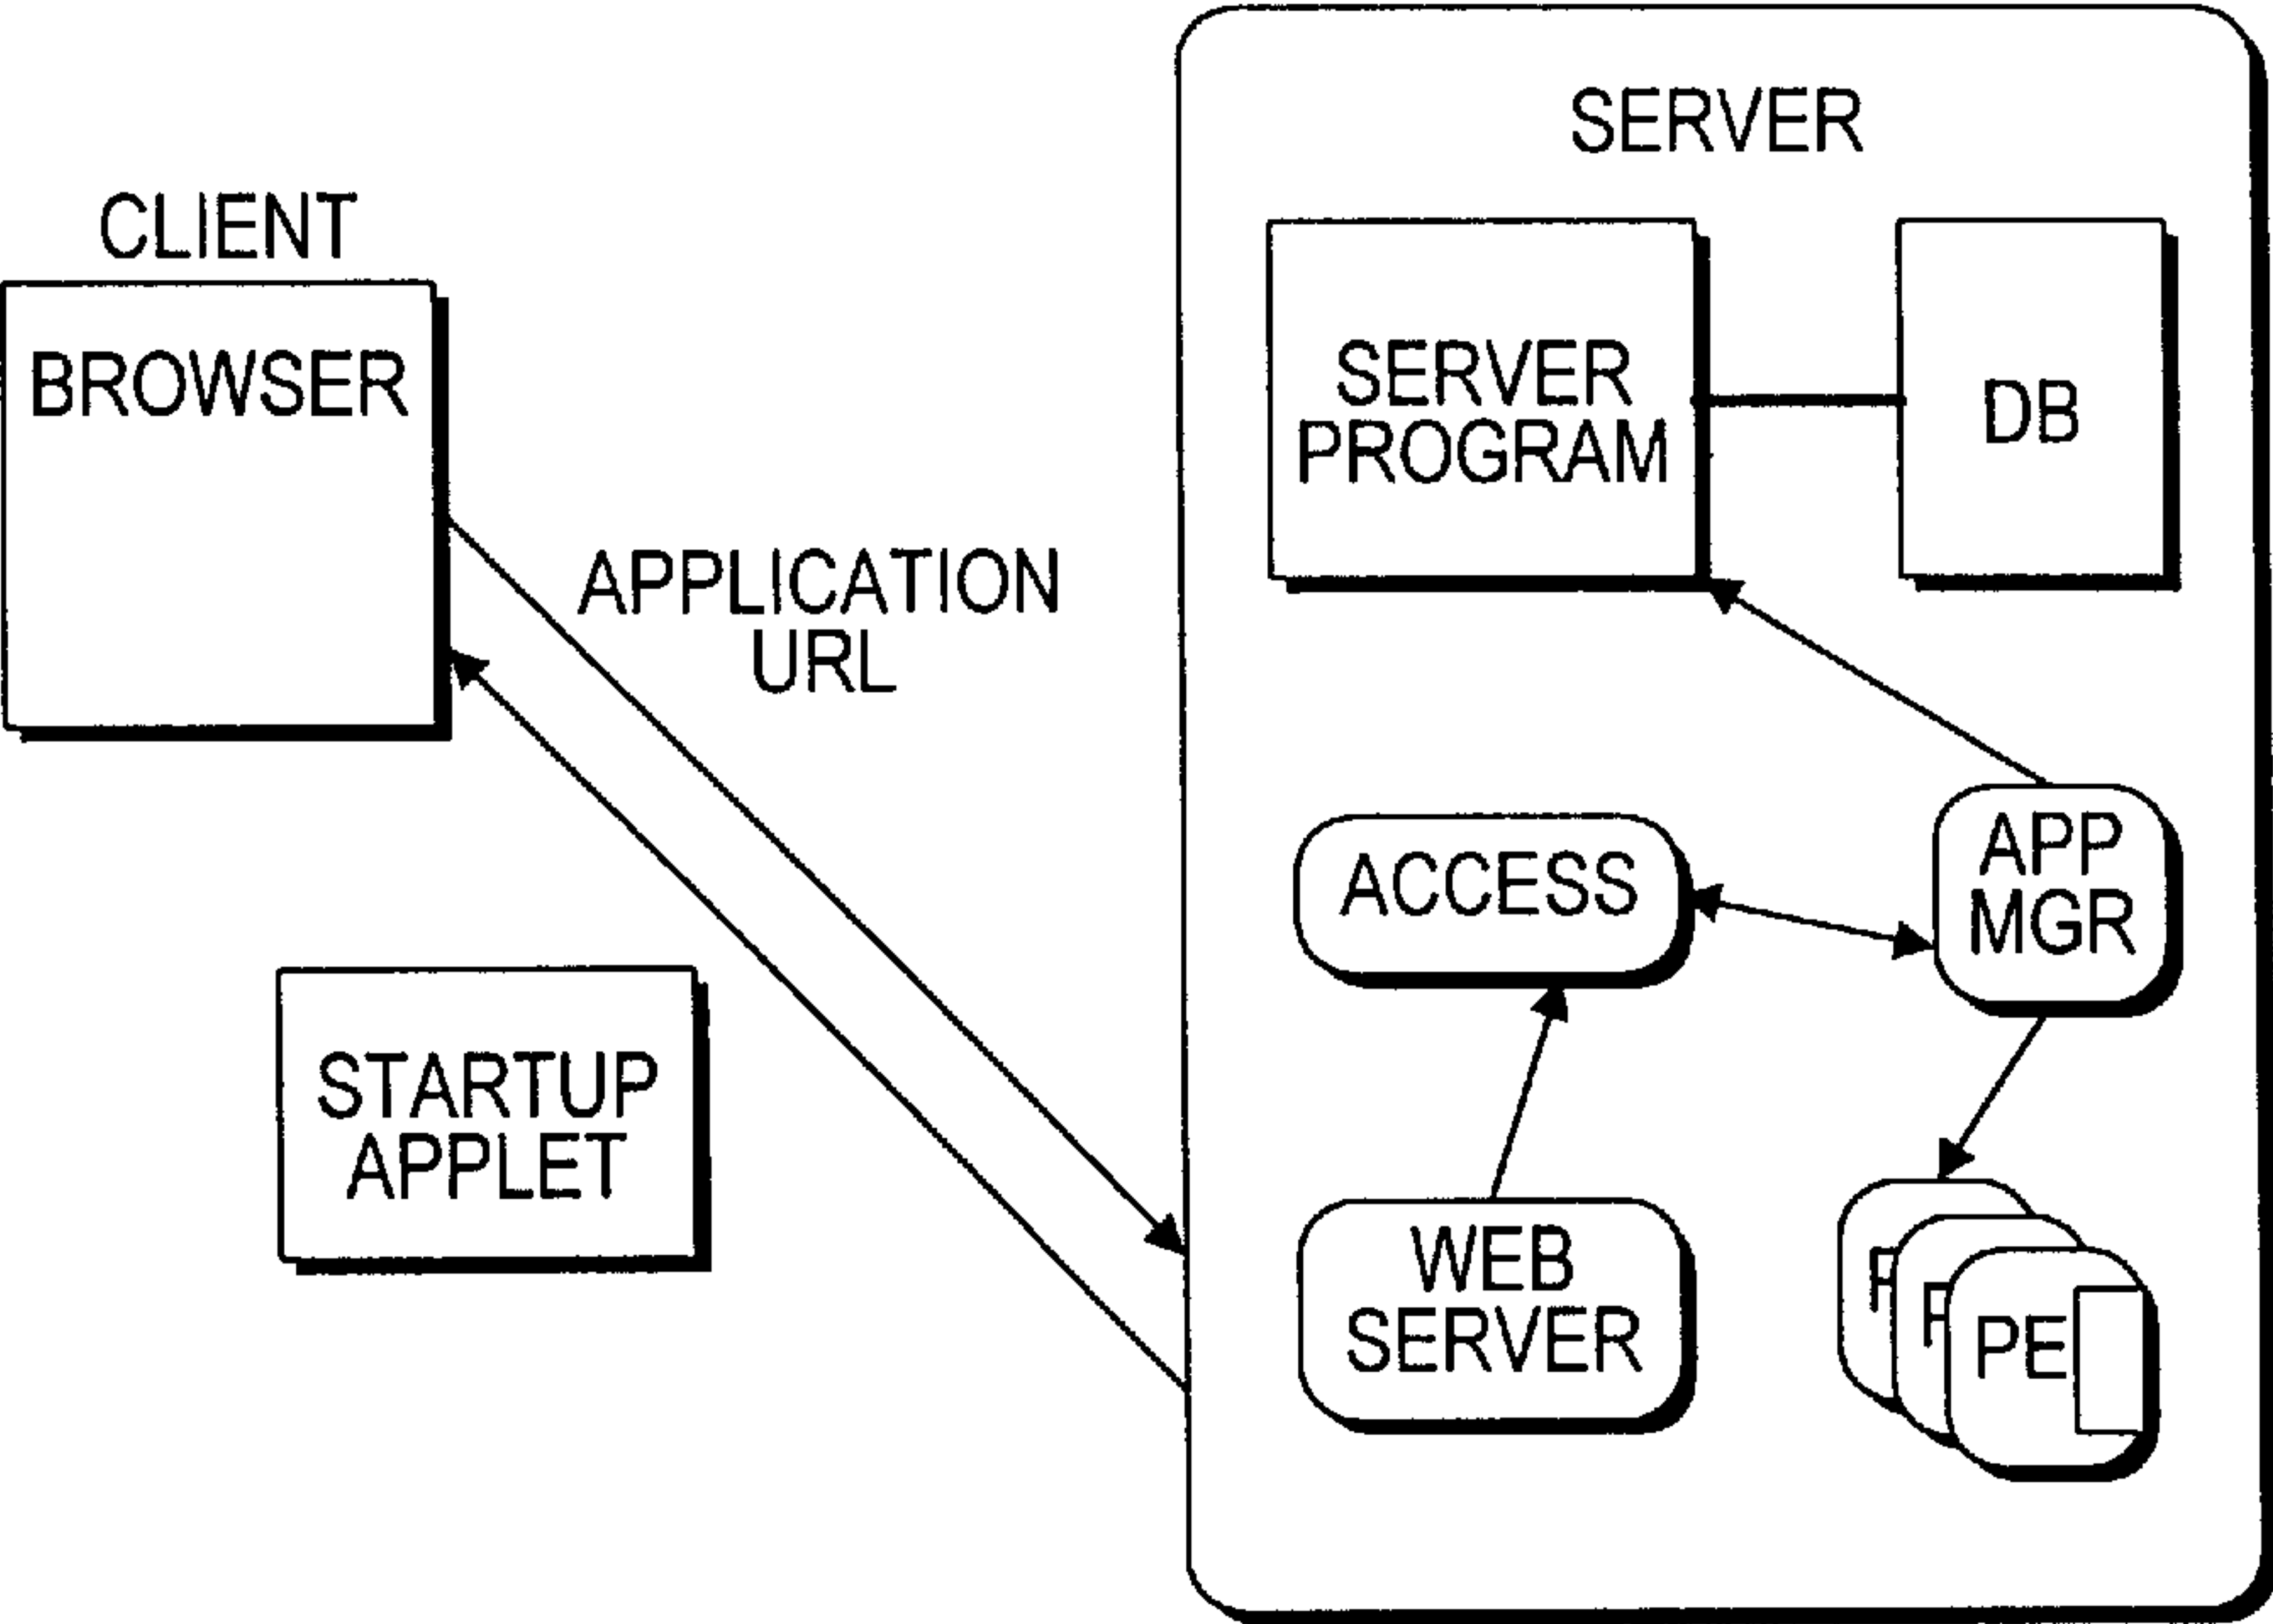 SERVER
CLIENT
BROWSER
SERVER
PROGRAM
DB
APPLICATION
URL
APP
MGR
ACCESS
STARTUP
APPLET
WEB
SERVER
PE